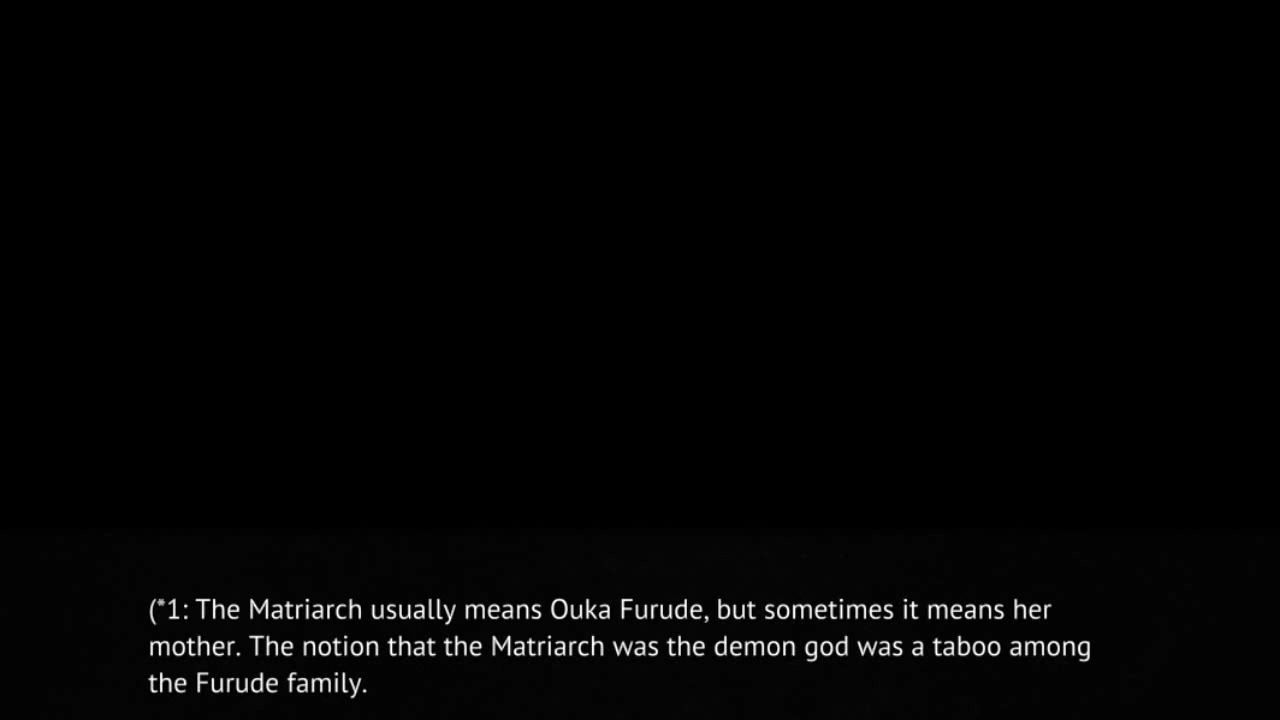 (*1: The Matriarch usually means Ouka Furude, but sometimes it means her
mother. The notion that the Matriarch was the demon god was a taboo among
the Furude family.